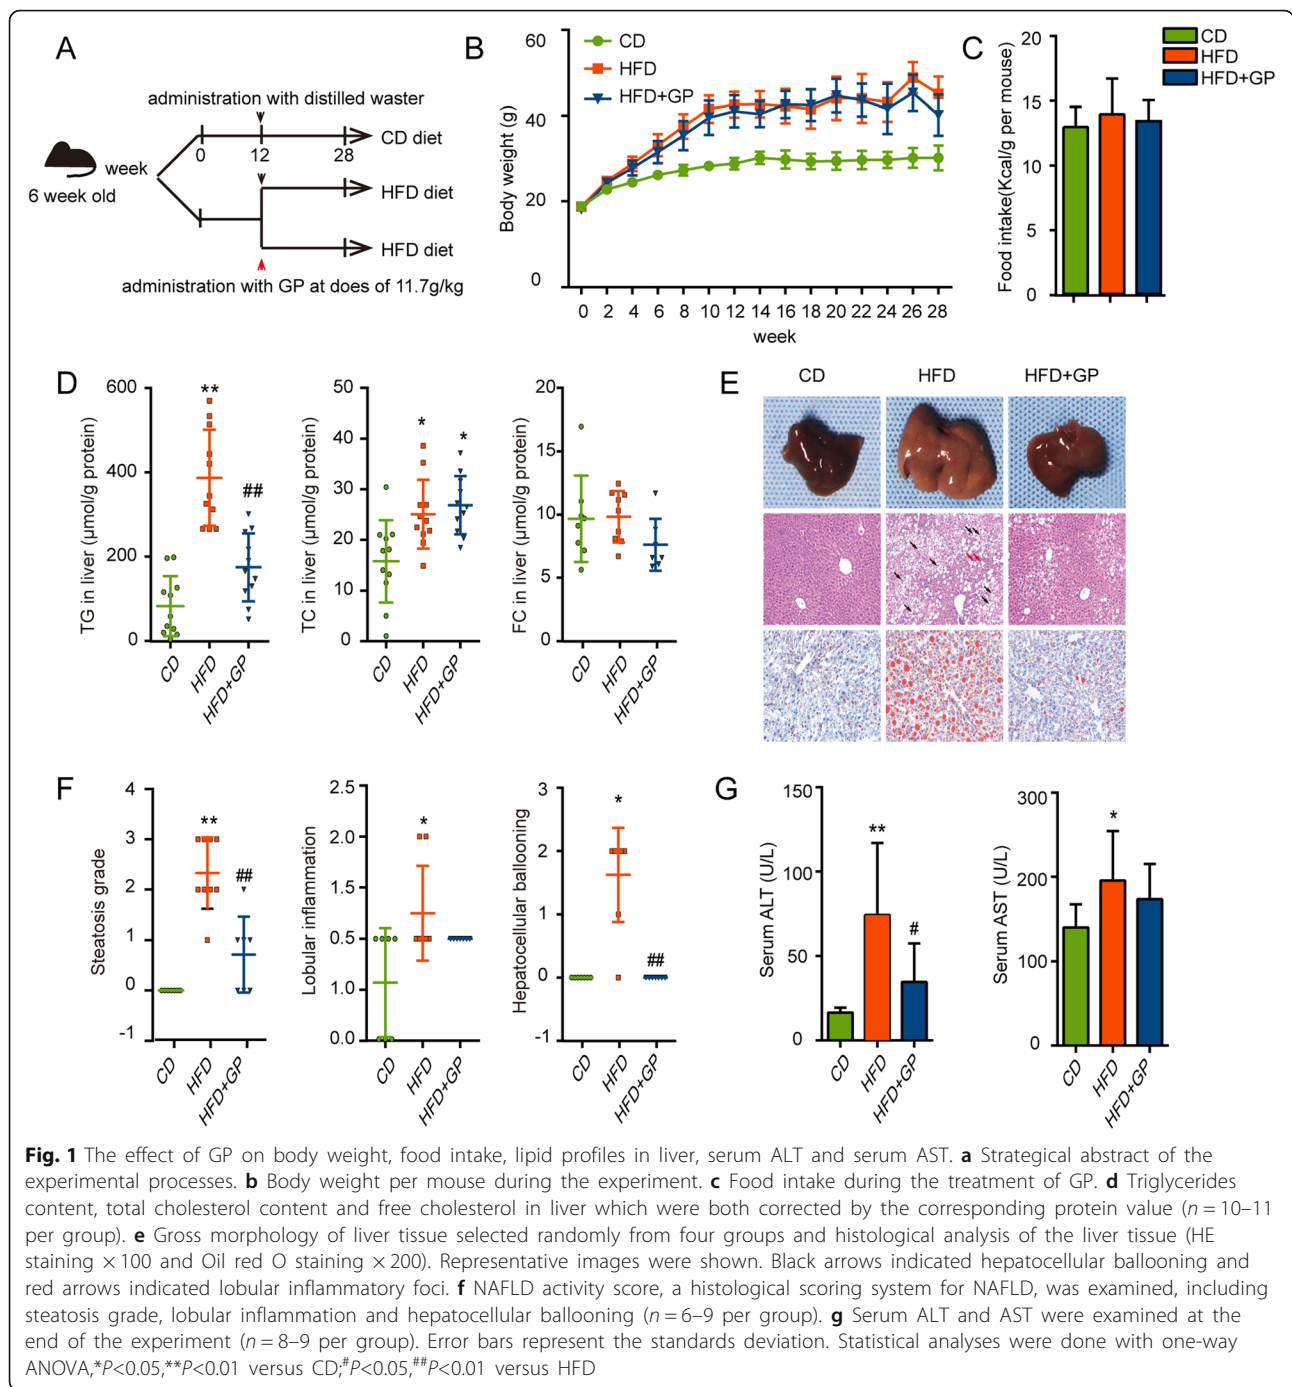 A
administration with distilled waster
week
6 week old
0
12
28
CD diet
HFD diet
HFD diet
administration with GP at does of 11.7g/kg
B
CD
HFD
HFD+GP
Body weight (g)
60
40
20
0
0 2 4 6 8 10 12 14 16 18 20 22 24 26 28
week
C
CD
HFD
HFD+GP
Food intake(Kcal/g per mouse)
20
15
10
5
0
D
TG in liver (μmol/g protein)
600
400
200
0
**
##
CD
HFD
HFD+GP
TC in liver (μmol/g protein)
50
40
30
20
10
0
*
*
CD
HFD
HFD+GP
FC in liver (μmol/g protein)
20
15
10
5
0
CD
HFD
HFD+GP
E
CD HFD HFD+GP
F
Steatosis grade
4
3
2
1
0
-1
**
##
CD
HFD
HFD+GP
Lobular inflammation
2.5
2.0
1.5
0.5
1.0
0.0
*
CD
HFD
HFD+GP
Hepatocellular ballooning
3
2
1
0
-1
*
##
CD
HFD
HFD+GP
G
Serum ALT (U/L)
150
100
50
0
**
#
CD
HFD
HFD+GP
Serum AST (U/L)
300
200
100
0
*
CD
HFD
HFD+GP
Fig. 1 The effect of GP on body weight, food intake, lipid profiles in liver, serum ALT and serum AST. a Strategical abstract of the
experimental processes. b Body weight per mouse during the experiment. c Food intake during the treatment of GP. d Triglycerides
content, total cholesterol content and free cholesterol in liver which were both corrected by the corresponding protein value (n = 10–11
per group). e Gross morphology of liver tissue selected randomly from four groups and histological analysis of the liver tissue (HE
staining × 100 and Oil red O staining × 200). Representative images were shown. Black arrows indicated hepatocellular ballooning and
red arrows indicated lobular inflammatory foci. f NAFLD activity score, a histological scoring system for NAFLD, was examined, including
steatosis grade, lobular inflammation and hepatocellular ballooning (n = 6–9 per group). g Serum ALT and AST were examined at the
end of the experiment (n = 8–9 per group). Error bars represent the standards deviation. Statistical analyses were done with one-way
ANOVA,*P<0.05,**P<0.01 versus CD;#P<0.05,##P<0.01 versus HFD